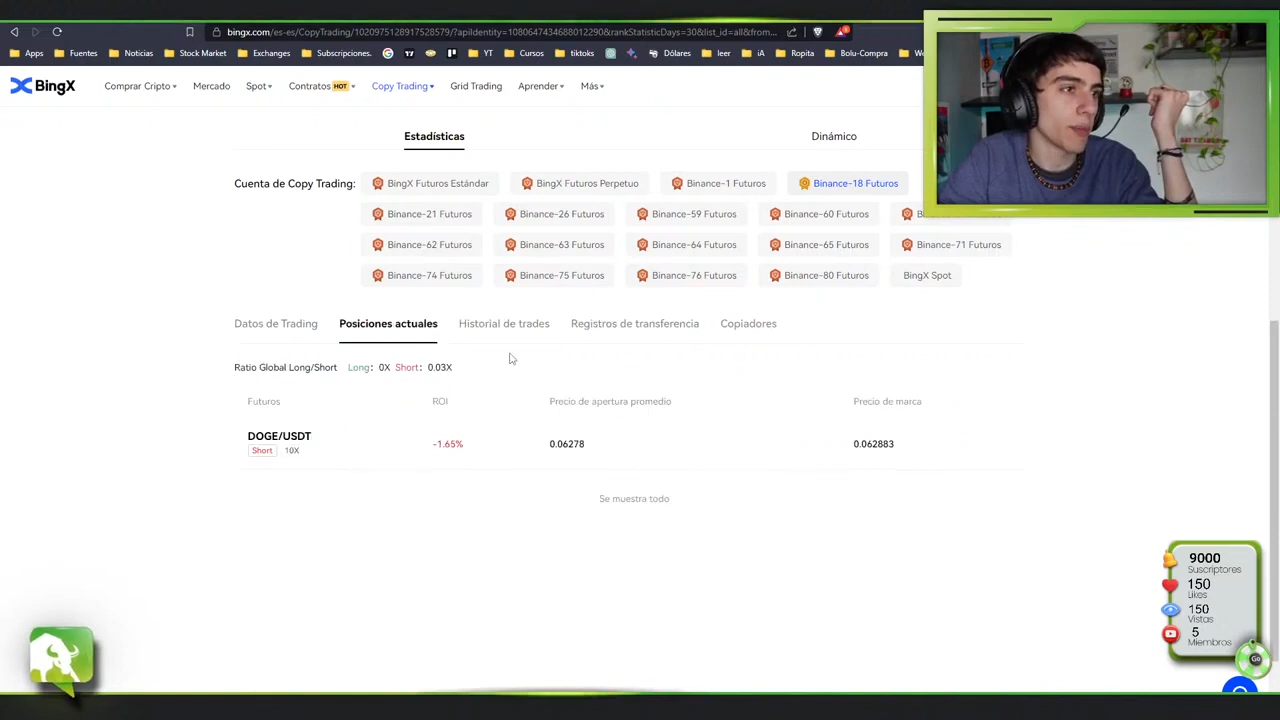 bingx.com/es-es/CopyTrading/1020975128917528579/?apiIdentity=1080647434688012290&rankStatisticDays=30&list_id=all&from...
Apps Fuentes Noticias Stock Market Exchanges Subscripciones. YT Cursos tiktoks Dólares leer iA Ropita Bolu-Compra
BingX Comprar Cripto Mercado Spot Contratos HOT Copy Trading Grid Trading Aprender Más
Estadísticas Dinámico
Cuenta de Copy Trading: BingX Futuros Estándar BingX Futuros Perpetuo Binance-1 Futuros Binance-18 Futuros
Binance-21 Futuros Binance-26 Futuros Binance-59 Futuros Binance-60 Futuros
Binance-62 Futuros Binance-63 Futuros Binance-64 Futuros Binance-65 Futuros Binance-71 Futuros
Binance-74 Futuros Binance-75 Futuros Binance-76 Futuros Binance-80 Futuros BingX Spot
Datos de Trading Posiciones actuales Historial de trades Registros de transferencia Copiadores
Ratio Global Long/Short Long: 0X Short: 0.03X
Futuros ROI Precio de apertura promedio Precio de marca
DOGE/USDT -1.65% 0.06278 0.062883
Short 10X
Se muestra todo
9000
Suscriptores
150
Likes
150
Vistas
5
Miembros
Go